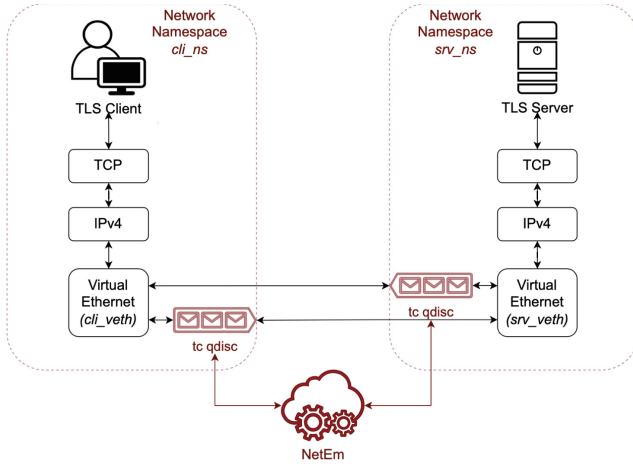 Network
Namespace
cli_ns
Network
Namespace
srv_ns
TLS Client
TLS Server
TCP
TCP
IPv4
IPv4
Virtual
Ethernet
(cli_veth)
Virtual
Ethernet
(srv_veth)
tc qdisc
tc qdisc
NetEm